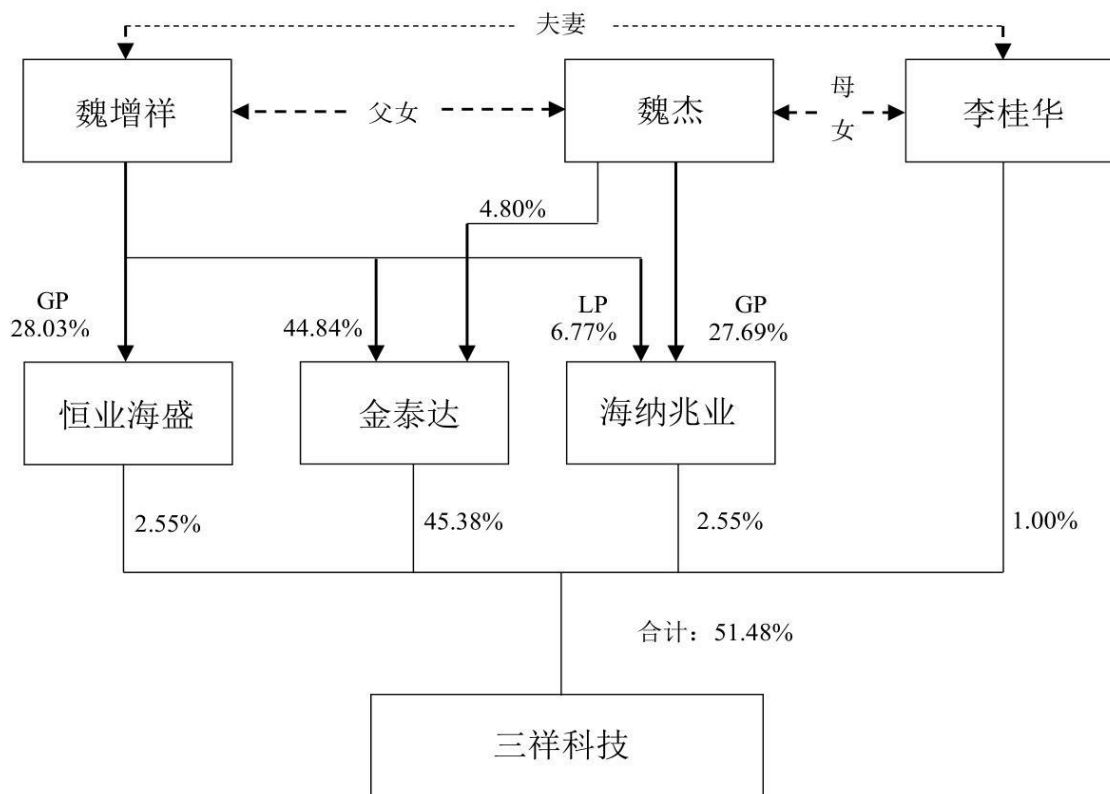 夫妻
魏增祥
父女
魏杰
母
女
李桂华
4.80%
GP
28.03%
44.84%
LP
6.77%
GP
27.69%
恒业海盛
金泰达
海纳兆业
2.55%
45.38%
2.55%
1.00%
合计：51.48%
三祥科技